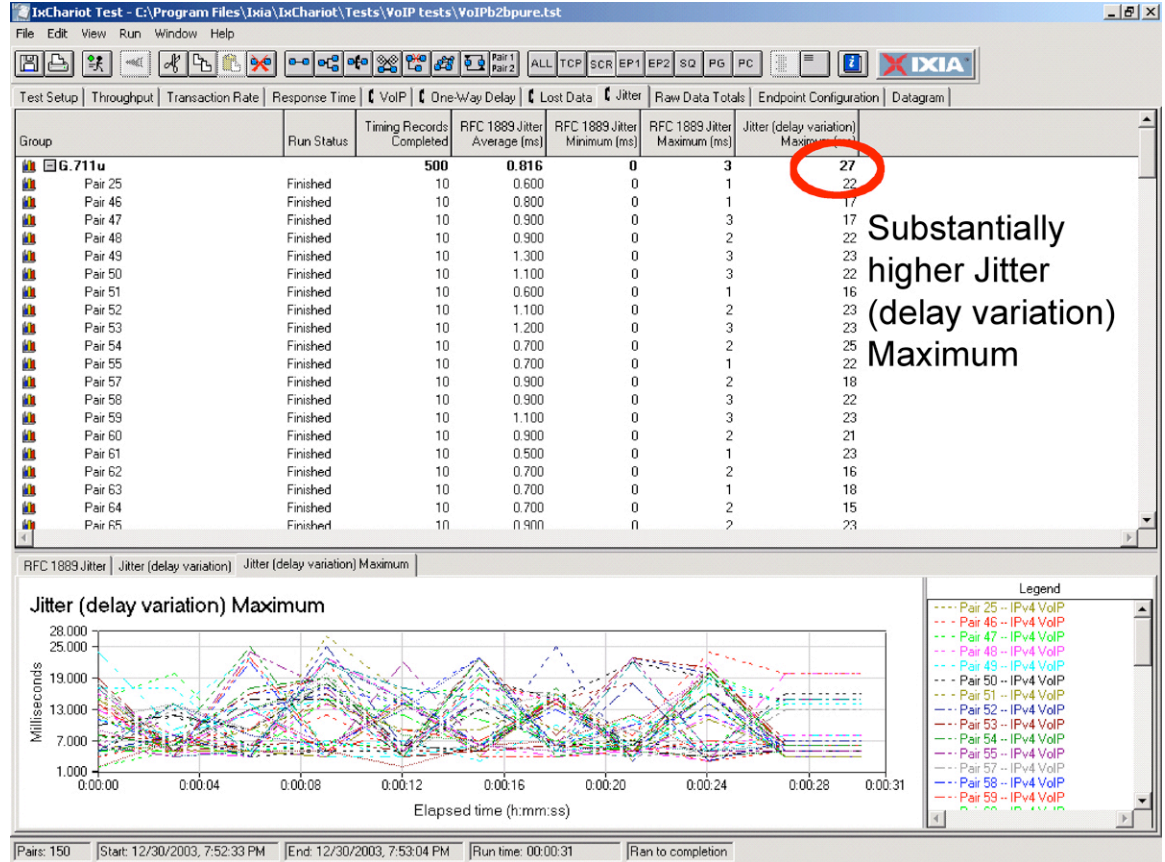 IxChariot Test - C:\Program Files\Ixia\IxChariot\Tests\VoIP tests\VoIPb2bpure.tst
File Edit View Run Window Help
Pair 1 Pair 2 ALL TCP SCR EP1 EP2 SQ PG PC i IXIA
Test Setup Throughput Transaction Rate Response Time VoIP One-Way Delay Lost Data Jitter Raw Data Totals Endpoint Configuration Datagram
Group Run Status Timing Records Completed RFC 1889 Jitter Average (ms) RFC 1889 Jitter Minimum (ms) RFC 1889 Jitter Maximum (ms) Jitter (delay variation) Maximum (ms)
G.711u 500 0.816 0 3 27
Pair 25 Finished 10 0.600 0 1 22
Pair 46 Finished 10 0.800 0 1 17
Pair 47 Finished 10 0.900 0 3 17
Pair 48 Finished 10 0.900 0 2 22
Pair 49 Finished 10 1.300 0 3 23
Pair 50 Finished 10 1.100 0 3 22
Pair 51 Finished 10 0.600 0 1 16
Pair 52 Finished 10 1.100 0 2 23
Pair 53 Finished 10 1.200 0 3 23
Pair 54 Finished 10 0.700 0 2 25
Pair 55 Finished 10 0.700 0 1 22
Pair 57 Finished 10 0.900 0 2 18
Pair 58 Finished 10 0.900 0 3 22
Pair 59 Finished 10 1.100 0 3 23
Pair 60 Finished 10 0.900 0 2 21
Pair 61 Finished 10 0.500 0 1 23
Pair 62 Finished 10 0.700 0 2 16
Pair 63 Finished 10 0.700 0 1 18
Pair 64 Finished 10 0.700 0 2 15
Pair 65 Finished 10 0.900 0 2 23
Substantially
higher Jitter
(delay variation)
Maximum
RFC 1889 Jitter Jitter (delay variation) Jitter (delay variation) Maximum
Jitter (delay variation) Maximum
Milliseconds
28.000
25.000
19.000
13.000
7.000
1.000
0:00:00 0:00:04 0:00:08 0:00:12 0:00:16 0:00:20 0:00:24 0:00:28 0:00:31
Elapsed time (h:mm:ss)
Legend
Pair 25 -- IPv4 VoIP
Pair 46 -- IPv4 VoIP
Pair 47 -- IPv4 VoIP
Pair 48 -- IPv4 VoIP
Pair 49 -- IPv4 VoIP
Pair 50 -- IPv4 VoIP
Pair 51 -- IPv4 VoIP
Pair 52 -- IPv4 VoIP
Pair 53 -- IPv4 VoIP
Pair 54 -- IPv4 VoIP
Pair 55 -- IPv4 VoIP
Pair 57 -- IPv4 VoIP
Pair 58 -- IPv4 VoIP
Pair 59 -- IPv4 VoIP
Pairs: 150 Start: 12/30/2003, 7:52:33 PM End: 12/30/2003, 7:53:04 PM Run time: 00:00:31 Ran to completion